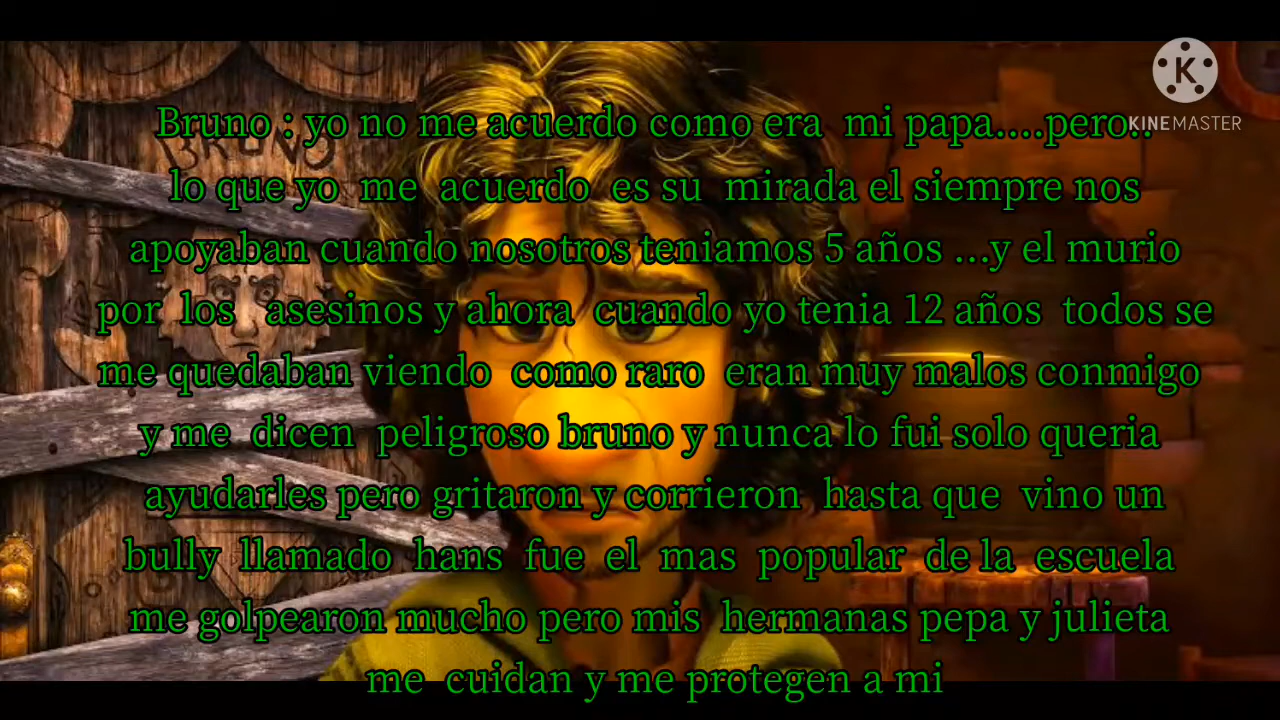 Bruno : yo no me acuerdo como era mi papa....pero..
lo que yo me acuerdo es su mirada el siempre nos
apoyaban cuando nosotros teniamos 5 años ...y el murio
por los asesinos y ahora cuando yo tenia 12 años todos se
me quedaban viendo como raro eran muy malos conmigo
y me dicen peligroso bruno y nunca lo fui solo queria
ayudarles pero gritaron y corrieron hasta que vino un
bully llamado hans fue el mas popular de la escuela
me golpearon mucho pero mis hermanas pepa y julieta
me cuidan y me protegen a mi
K
KINEMASTER
BRUNO